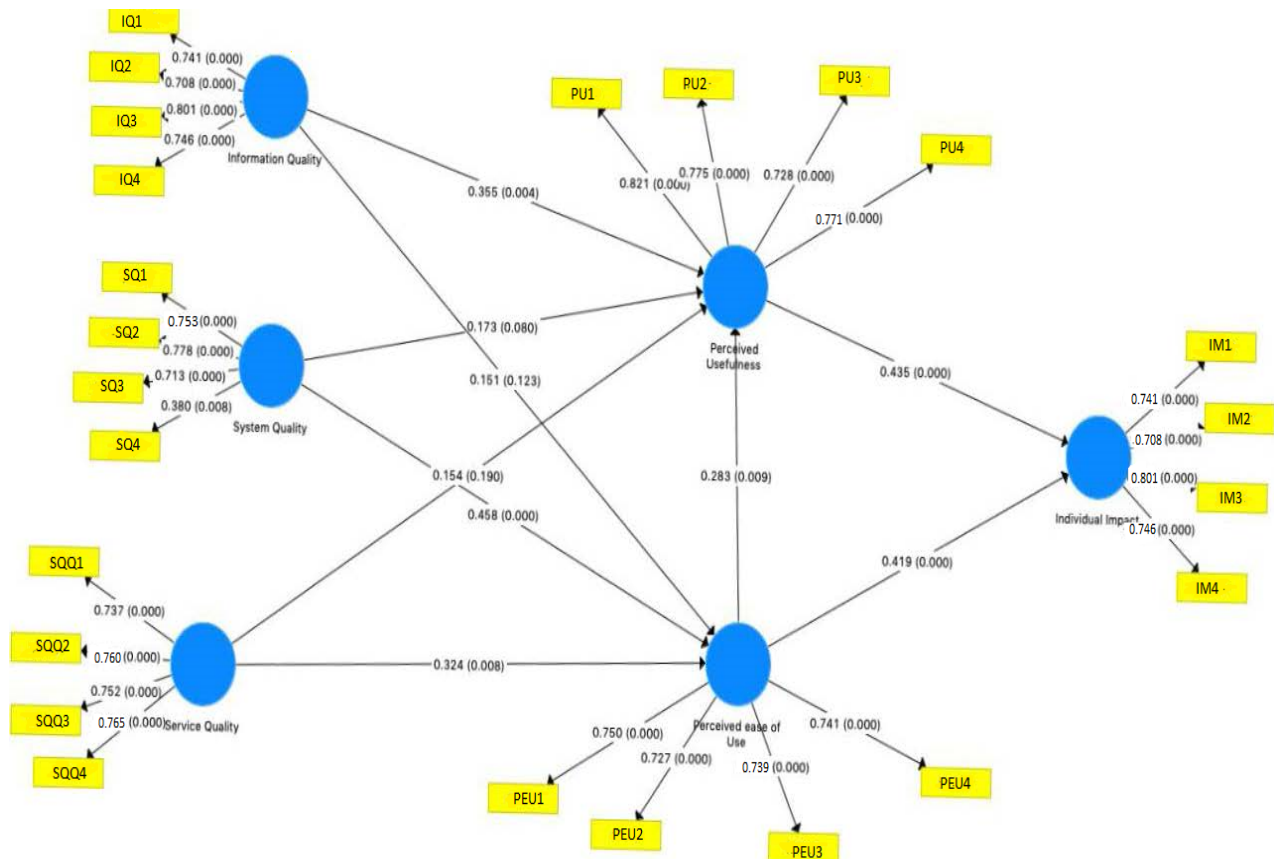 IQ1
0.741 (0.000)
IQ2
0.708 (0.000)
IQ3
0.801 (0.000)
IQ4
0.746 (0.000)
Information Quality
SQ1
0.753(0.000)
SQ2
0.778 (0.000)
SQ3
0.713 (0.000)
SQ4
0.380 (0.008)
System Quality
SQQ1
0.737 (0.000)
SQQ2
0.760 (0.000)
SQQ3
0.752 (0.000)
SQQ4
0.765 (0.000)
Service Quality
0.355 (0.004)
0.173 (0.080)
0.151 (0.123)
0.154 (0.190)
0.458 (0.000)
0.324 (0.008)
PU1
RU2
PU3
PU4
0.821 (0.000)
0.775 (0.000)
0.728 (0.000)
0.771 (0.000)
Perceived
Usefulness
0.283 (0.009)
0.435 (0.000)
0.419 (0.000)
Perceived ease of
Use
0.750 (0.000)
0.727 (0.000)
0.739 (0.000)
0.741 (0.000)
PEU1
PEU2
PEU3
PEU4
Individual Impact
IM1
0.741 (0.000)
IM2
0.708 (0.000)
0.801 (0.000)
IM3
0.746 (0.000)
IM4